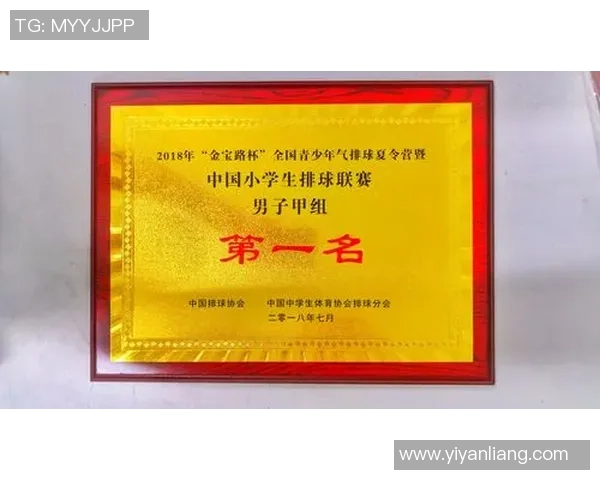 TG: MYYJJPP
2018年“金宝路杯”全国青少年气排球夏令营暨
中国小学生排球联赛
男子甲组
第一名
中国排球协会 中国中学生体育协会排球分会
二零一八年七月
www.yiyanliang.com